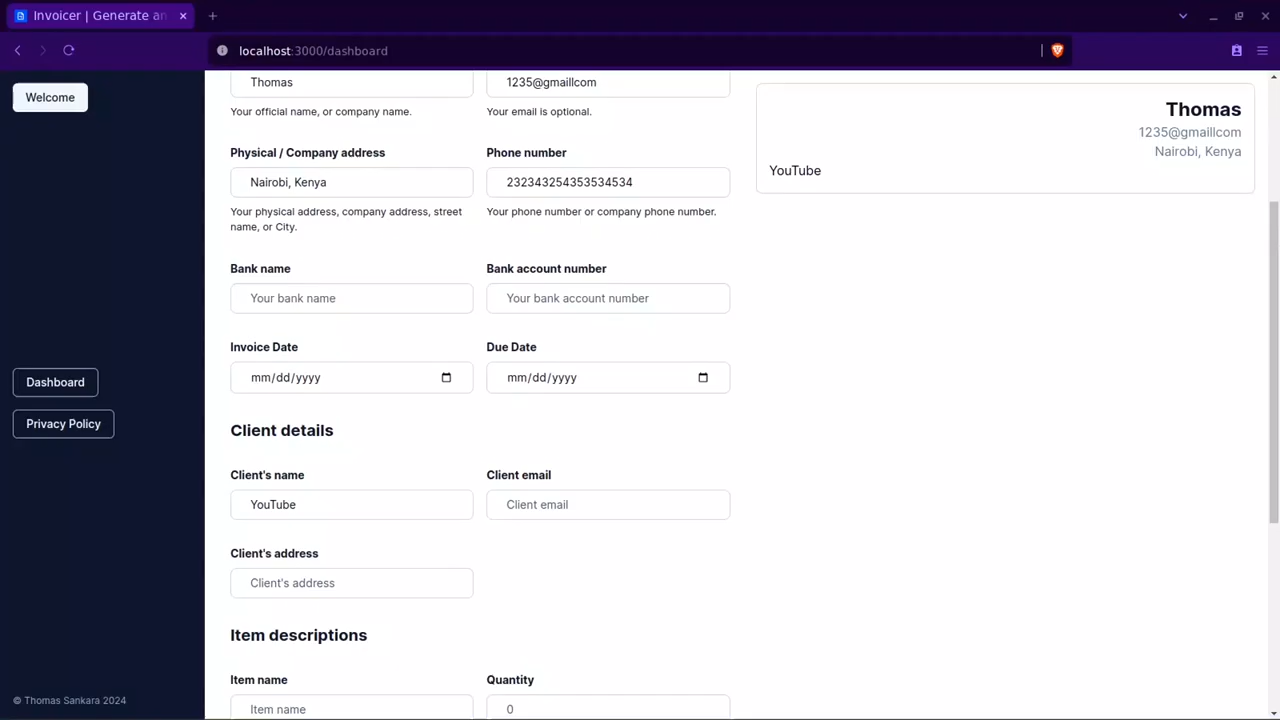 Invoicer | Generate an
localhost:3000/dashboard
Welcome
Dashboard
Privacy Policy
© Thomas Sankara 2024
Thomas
1235@gmaillcom
Your official name, or company name.
Your email is optional.
Physical / Company address
Phone number
Nairobi, Kenya
232343254353534534
Your physical address, company address, street
name, or City.
Your phone number or company phone number.
Bank name
Bank account number
Your bank name
Your bank account number
Invoice Date
Due Date
mm/dd/yyyy
mm/dd/yyyy
Client details
Client's name
Client email
YouTube
Client email
Client's address
Client's address
Item descriptions
Item name
Quantity
Item name
0
Thomas
1235@gmaillcom
Nairobi, Kenya
YouTube